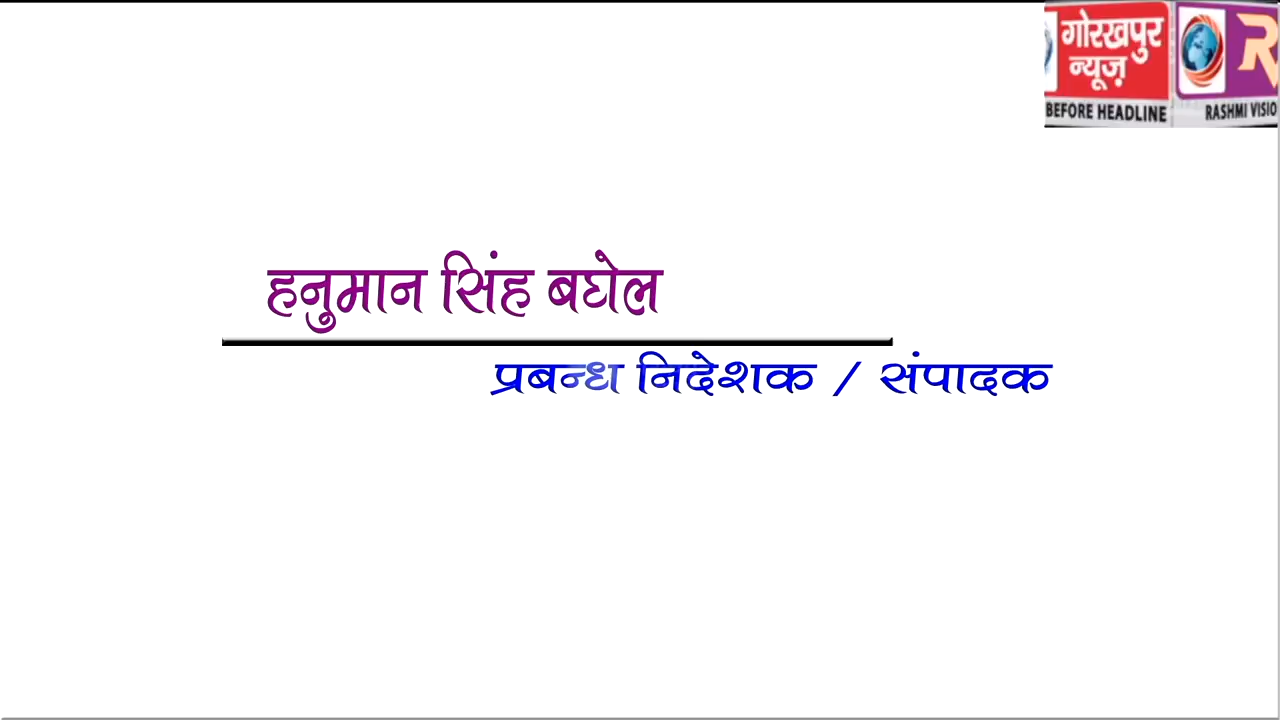 गोरखपुर
न्यूज़
BEFORE HEADLINE
R
RASHMI VISIO
हनुमान सिंह बघेल
प्रबन्ध निदेशक / संपादक